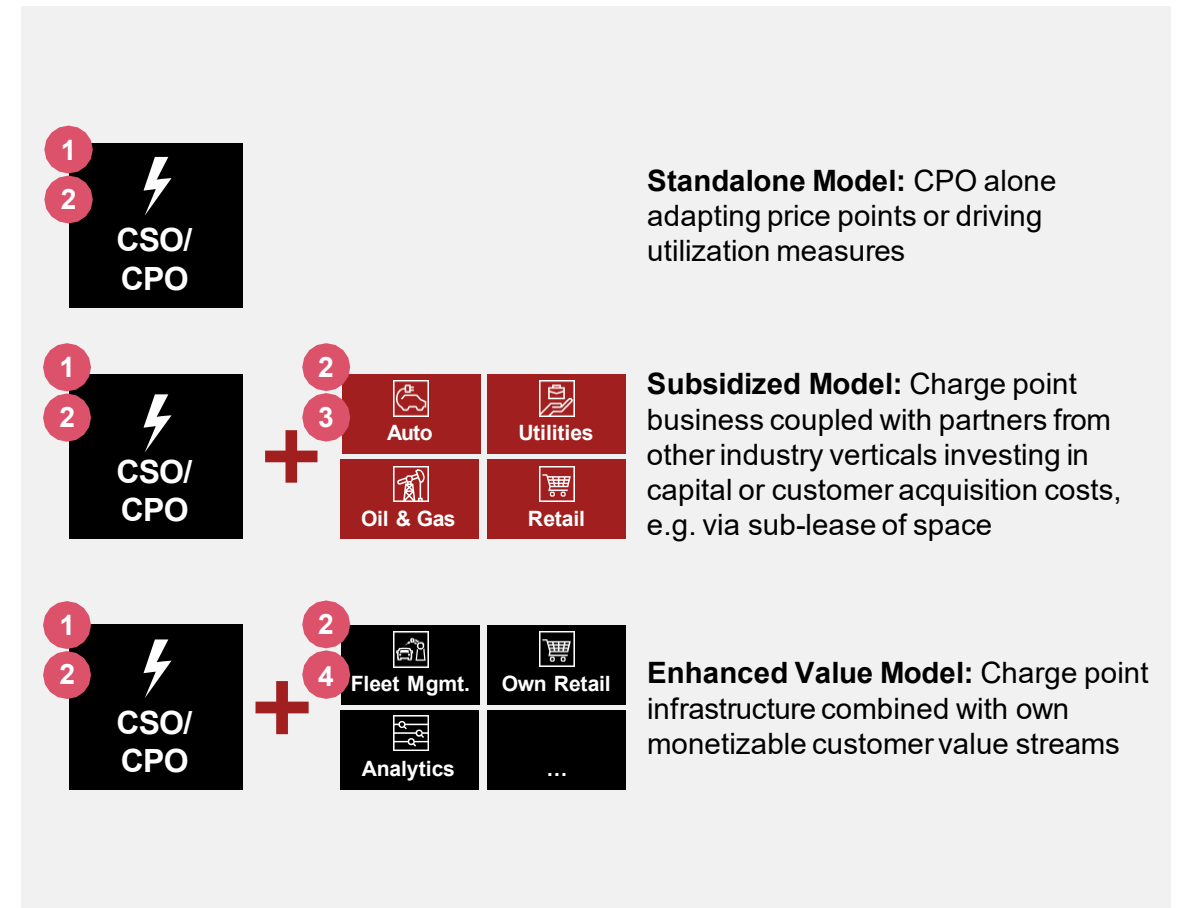 1
2
CSO/
CPO
Standalone Model: CPO alone
adapting price points or driving
utilization measures
1
2
CSO/
CPO
2
3
Auto
Utilities
Oil & Gas
Retail
Subsidized Model: Charge point
business coupled with partners from
other industry verticals investing in
capital or customer acquisition costs,
e.g. via sub-lease of space
1
2
CSO/
CPO
2
4
Fleet Mgmt.
Own Retail
Analytics
...
Enhanced Value Model: Charge point
infrastructure combined with own
monetizable customer value streams